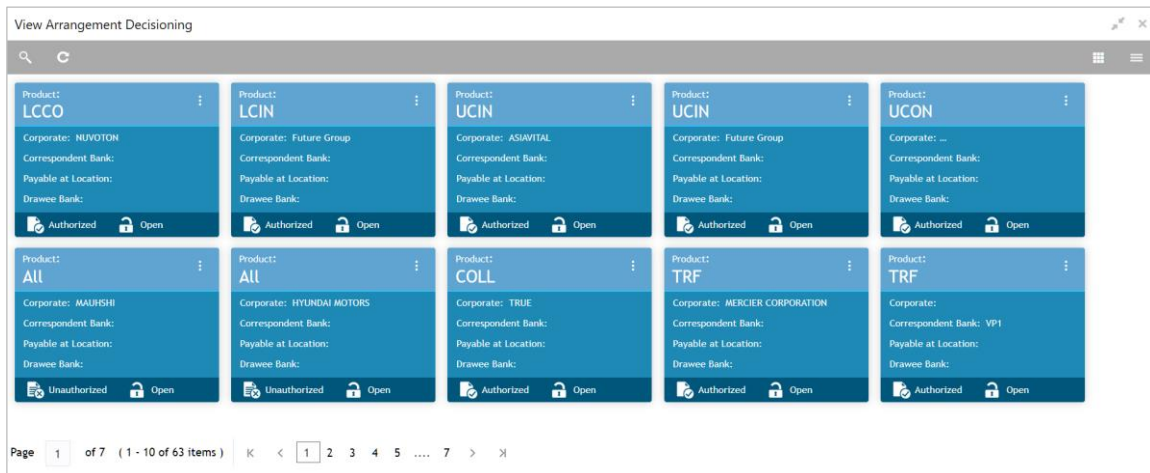 View Arrangement Decisioning
Product:
LCCO
Corporate: NUVOTON
Correspondent Bank:
Payable at Location:
Drawee Bank:
Authorized Open
Product:
LCIN
Corporate: Future Group
Correspondent Bank:
Payable at Location:
Drawee Bank:
Authorized Open
Product:
UCIN
Corporate: ASIAVITAL
Correspondent Bank:
Payable at Location:
Drawee Bank:
Authorized Open
Product:
UCIN
Corporate: Future Group
Correspondent Bank:
Payable at Location:
Drawee Bank:
Authorized Open
Product:
UCON
Corporate: ...
Correspondent Bank:
Payable at Location:
Drawee Bank:
Authorized Open
Product:
All
Corporate: MAUHSHI
Correspondent Bank:
Payable at Location:
Drawee Bank:
Unauthorized Open
Product:
All
Corporate: HYUNDAI MOTORS
Correspondent Bank:
Payable at Location:
Drawee Bank:
Unauthorized Open
Product:
COLL
Corporate: TRUE
Correspondent Bank:
Payable at Location:
Drawee Bank:
Authorized Open
Product:
TRF
Corporate: MERCIER CORPORATION
Correspondent Bank:
Payable at Location:
Drawee Bank:
Authorized Open
Product:
TRF
Corporate:
Correspondent Bank: VP1
Payable at Location:
Drawee Bank:
Authorized Open
Page 1 of 7 ( 1 - 10 of 63 items ) 1 2 3 4 5 .... 7